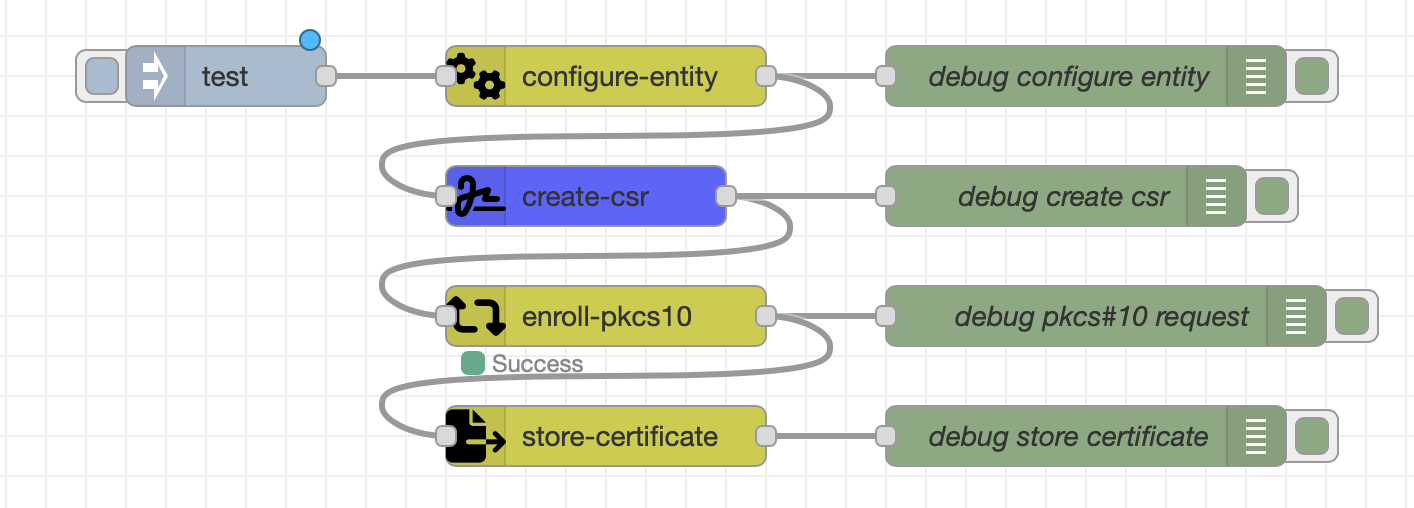 test
configure-entity
debug configure entity
create-csr
debug create csr
enroll-pkcs10
debug pkcs#10 request
Success
store-certificate
debug store certificate